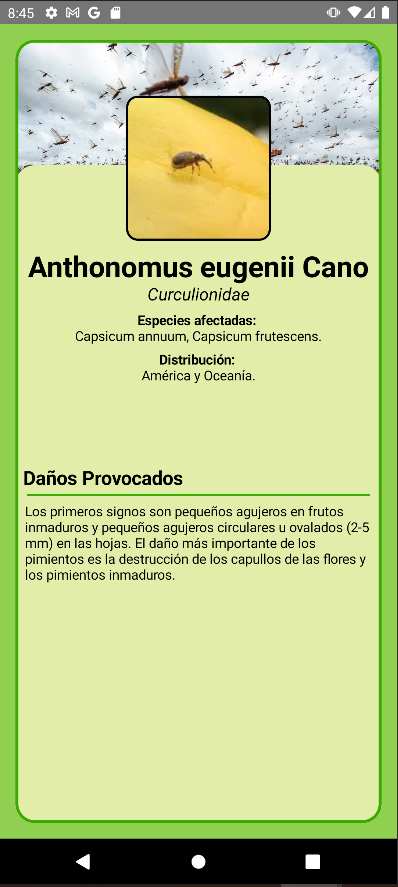 8:45
Anthonomus eugenii Cano
Curculionidae
Especies afectadas:
Capsicum annuum, Capsicum frutescens.
Distribución:
América y Oceanía.
Daños Provocados
Los primeros signos son pequeños agujeros en frutos
inmaduros y pequeños agujeros circulares u ovalados (2-5
mm) en las hojas. El daño más importante de los
pimientos es la destrucción de los capullos de las flores y
los pimientos inmaduros.